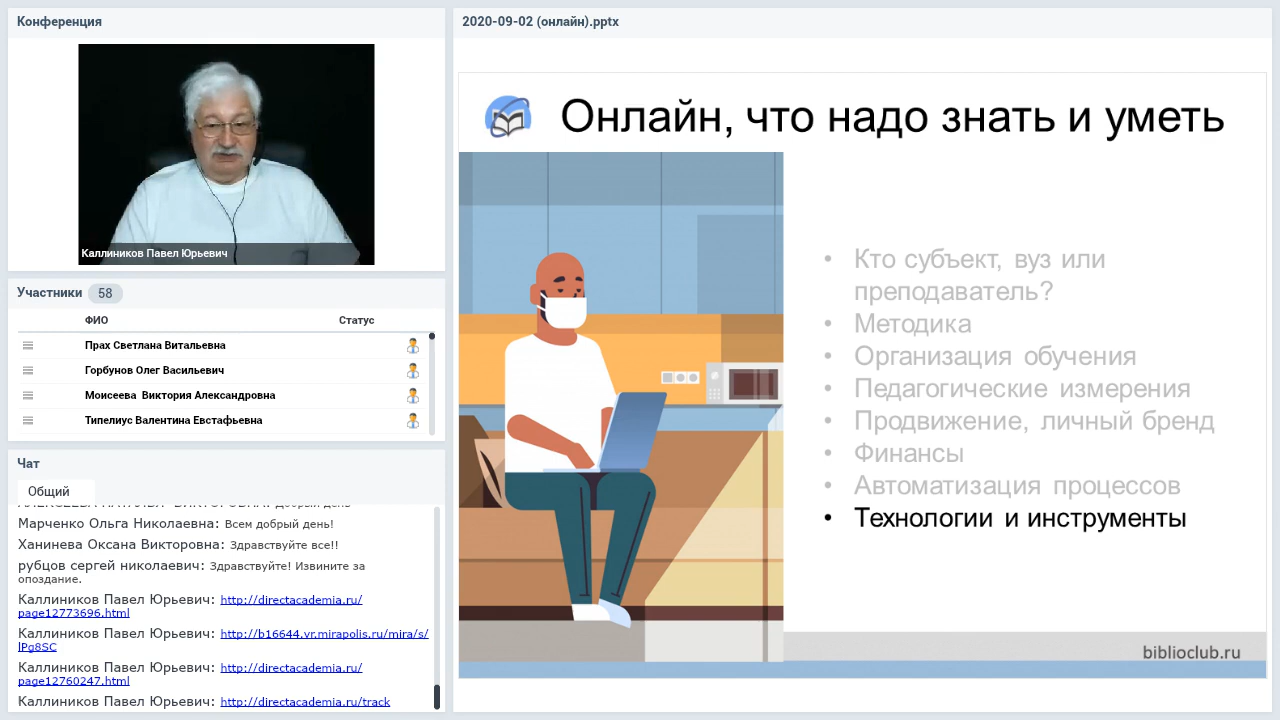 Конференция
Каллиников Павел Юрьевич
Участники 58
ФИО Статус
Прах Светлана Витальевна
Горбунов Олег Васильевич
Моисеева Виктория Александровна
Типелиус Валентина Евстафьевна
Чат
Общий
Марченко Ольга Николаевна: Всем добрый день!
Ханинева Оксана Викторовна: Здравствуйте все!!
рубцов сергей николаевич: Здравствуйте! Извините за
опоздание.
Каллиников Павел Юрьевич: http://directacademia.ru/
page12773696.html
Каллиников Павел Юрьевич: http://b16644.vr.mirapolis.ru/mira/s/
lPg8SC
Каллиников Павел Юрьевич: http://directacademia.ru/
page12760247.html
Каллиников Павел Юрьевич: http://directacademia.ru/track
2020-09-02 (онлайн).pptx
Онлайн, что надо знать и уметь
• Кто субъект, вуз или
преподаватель?
• Методика
• Организация обучения
• Педагогические измерения
• Продвижение, личный бренд
• Финансы
• Автоматизация процессов
• Технологии и инструменты
biblioclub.ru